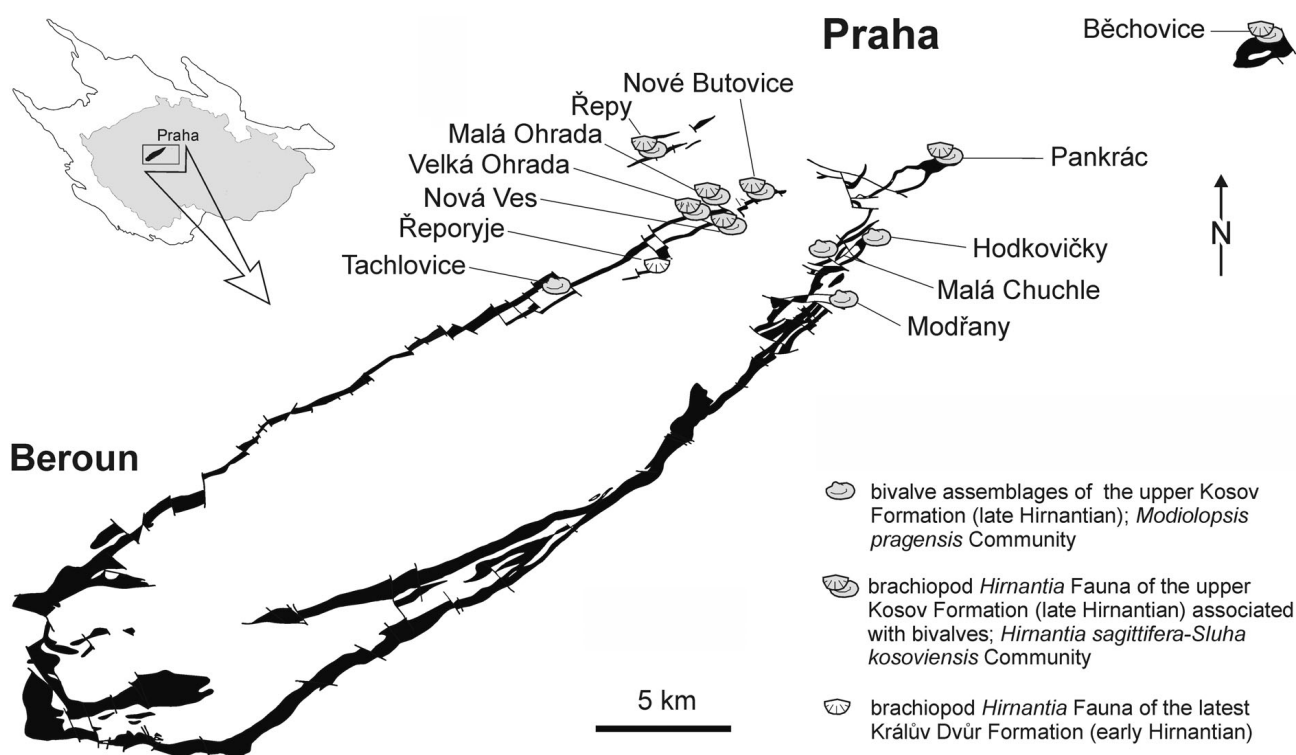 Praha
Praha
Běchovice
Nové Butovice
Řepy
Malá Ohrada
Velká Ohrada
Nová Ves
Řeporyje
Tachlovice
Pankrác
N
Hodkovičky
Malá Chuchle
Modřany
Beroun
bivalve assemblages of the upper Kosov
Formation (late Hirnantian); Modiolopsis
pragensis Community
brachiopod Hirnantia Fauna of the upper
Kosov Formation (late Hirnantian) associated
with bivalves; Hirnantia sagittifera-Sluha
kosoviensis Community
brachiopod Hirnantia Fauna of the latest
Králův Dvůr Formation (early Hirnantian)
5 km